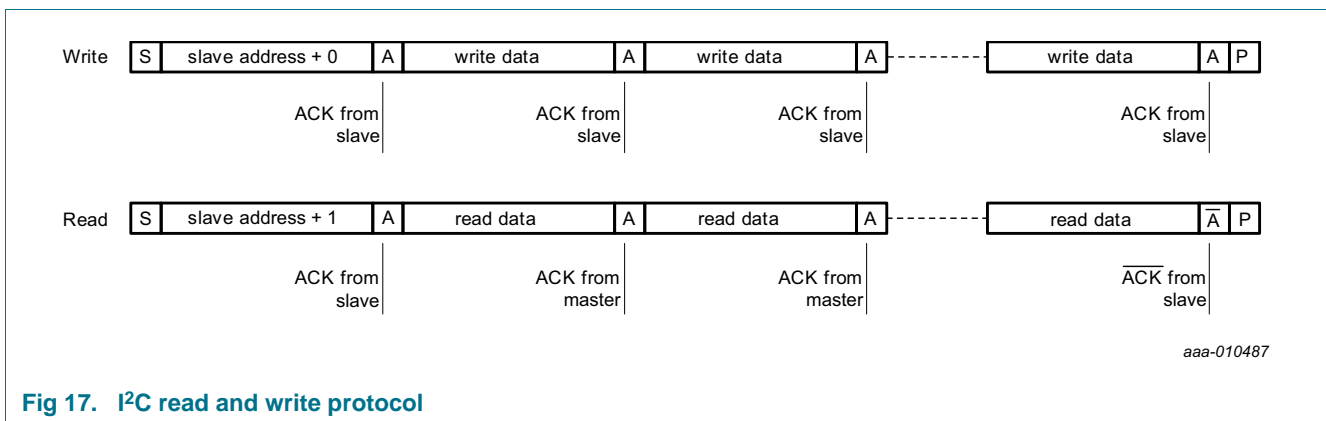 Write S slave address + 0 A write data A write data A write data A P
ACK from ACK from ACK from ACK from
slave slave slave slave
Read S slave address + 1 A read data A read data A read data A̅ P
ACK from ACK from ACK from A̅C̅K̅ from
slave master master slave
aaa-010487
Fig 17. I²C read and write protocol